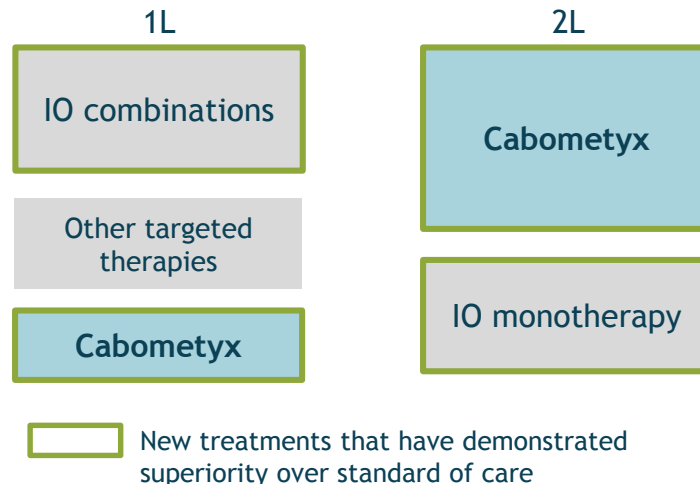 1L
IO combinations
Other targeted
therapies
Cabometyx
2L
Cabometyx
IO monotherapy
New treatments that have demonstrated
superiority over standard of care